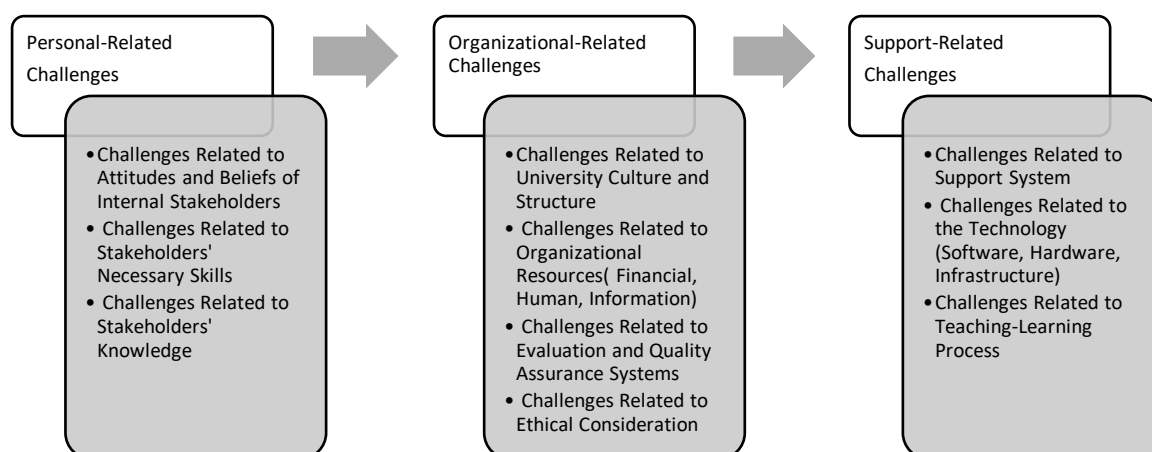 Personal-Related
Challenges
•Challenges Related to
Attitudes and Beliefs of
Internal Stakeholders
• Challenges Related to
Stakeholders'
Necessary Skills
• Challenges Related to
Stakeholders'
Knowledge
Organizational-Related
Challenges
•Challenges Related to
University Culture and
Structure
• Challenges Related to
Organizational
Resources( Financial,
Human, Information)
• Challenges Related to
Evaluation and Quality
Assurance Systems
• Challenges Related to
Ethical Consideration
Support-Related
Challenges
•Challenges Related to
Support System
• Challenges Related to
the Technology
(Software, Hardware,
Infrastructure)
•Challenges Related to
Teaching-Learning
Process